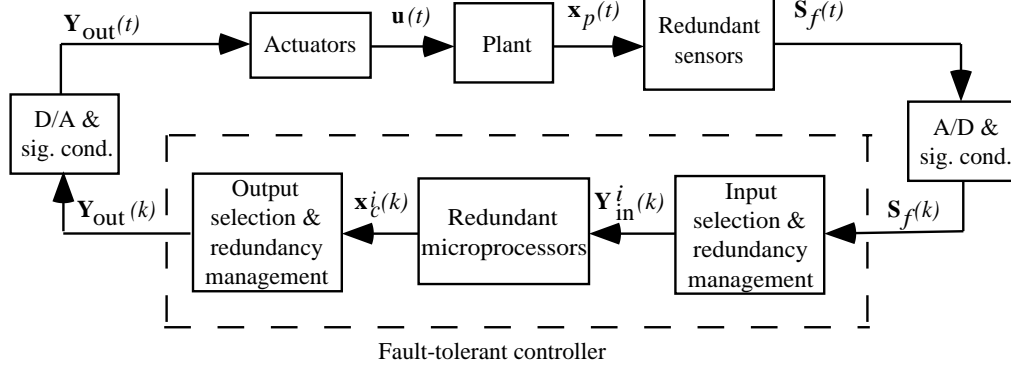 Y_out(t)
u(t)
x_p(t)
S_f(t)
Actuators
Plant
Redundant
sensors
D/A &
sig. cond.
A/D &
sig. cond.
Y_out(k)
Output
selection &
redundancy
management
x_c^i(k)
Redundant
microprocessors
Y_in^i(k)
Input
selection &
redundancy
management
S_f(k)
Fault-tolerant controller